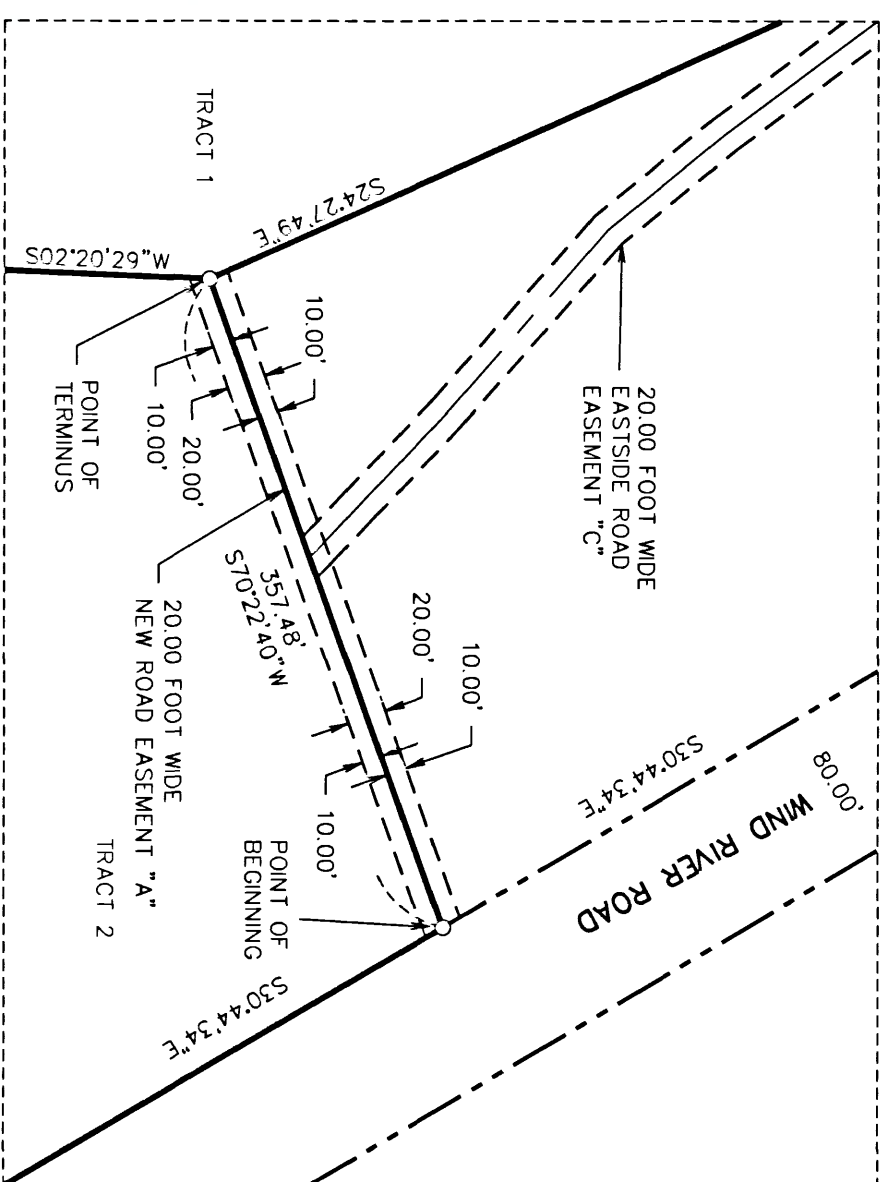 TRACT 1
S24°27'49"E
S02°20'29"W
10.00'
10.00'
20.00'
POINT OF
TERMINUS
20.00 FOOT WIDE
EASTSIDE ROAD
EASEMENT "C"
357.48'
S70°22'40"W
20.00 FOOT WIDE
NEW ROAD EASEMENT "A"
TRACT 2
20.00'
10.00'
10.00'
POINT OF
BEGINNING
S30°44'34"E
80.00'
WIND RIVER ROAD
S30°44'34"E